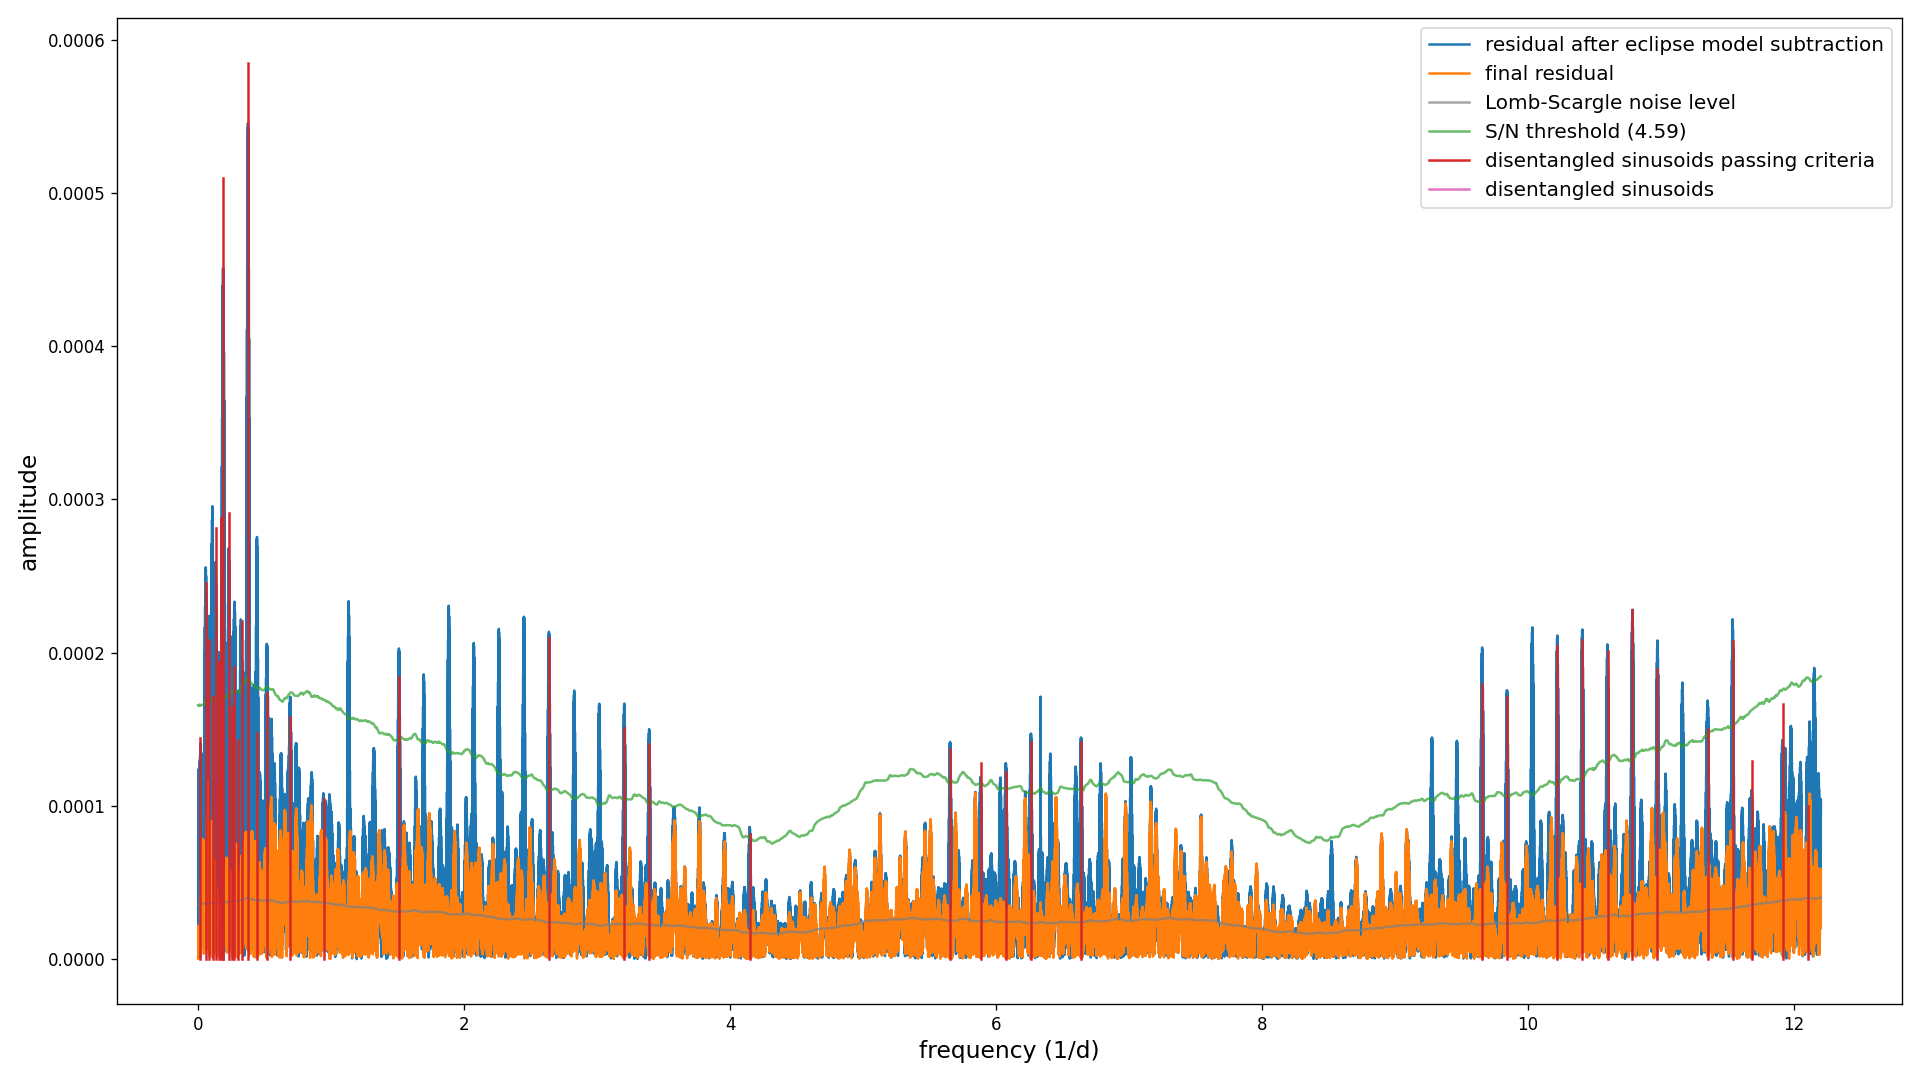 residual after eclipse model subtraction
final residual
Lomb-Scargle noise level
S/N threshold (4.59)
disentangled sinusoids passing criteria
disentangled sinusoids
amplitude
0.0006
0.0005
0.0004
0.0003
0.0002
0.0001
0.0000
0 2 4 6 8 10 12
frequency (1/d)